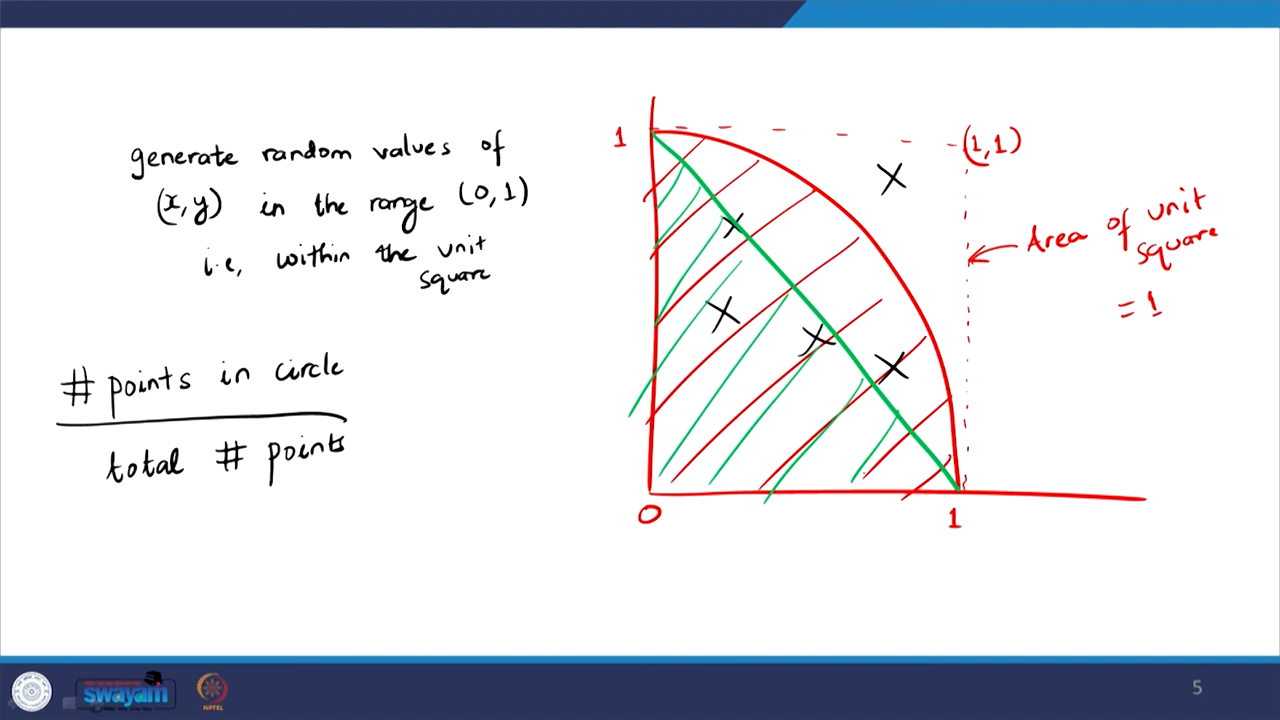 generate random values of
(x,y) in the range (0,1)
i.e, within the unit
square
# points in circle
total # points
1
(1,1)
Area of unit
square
= 1
0
1
swayam
NPTEL
5